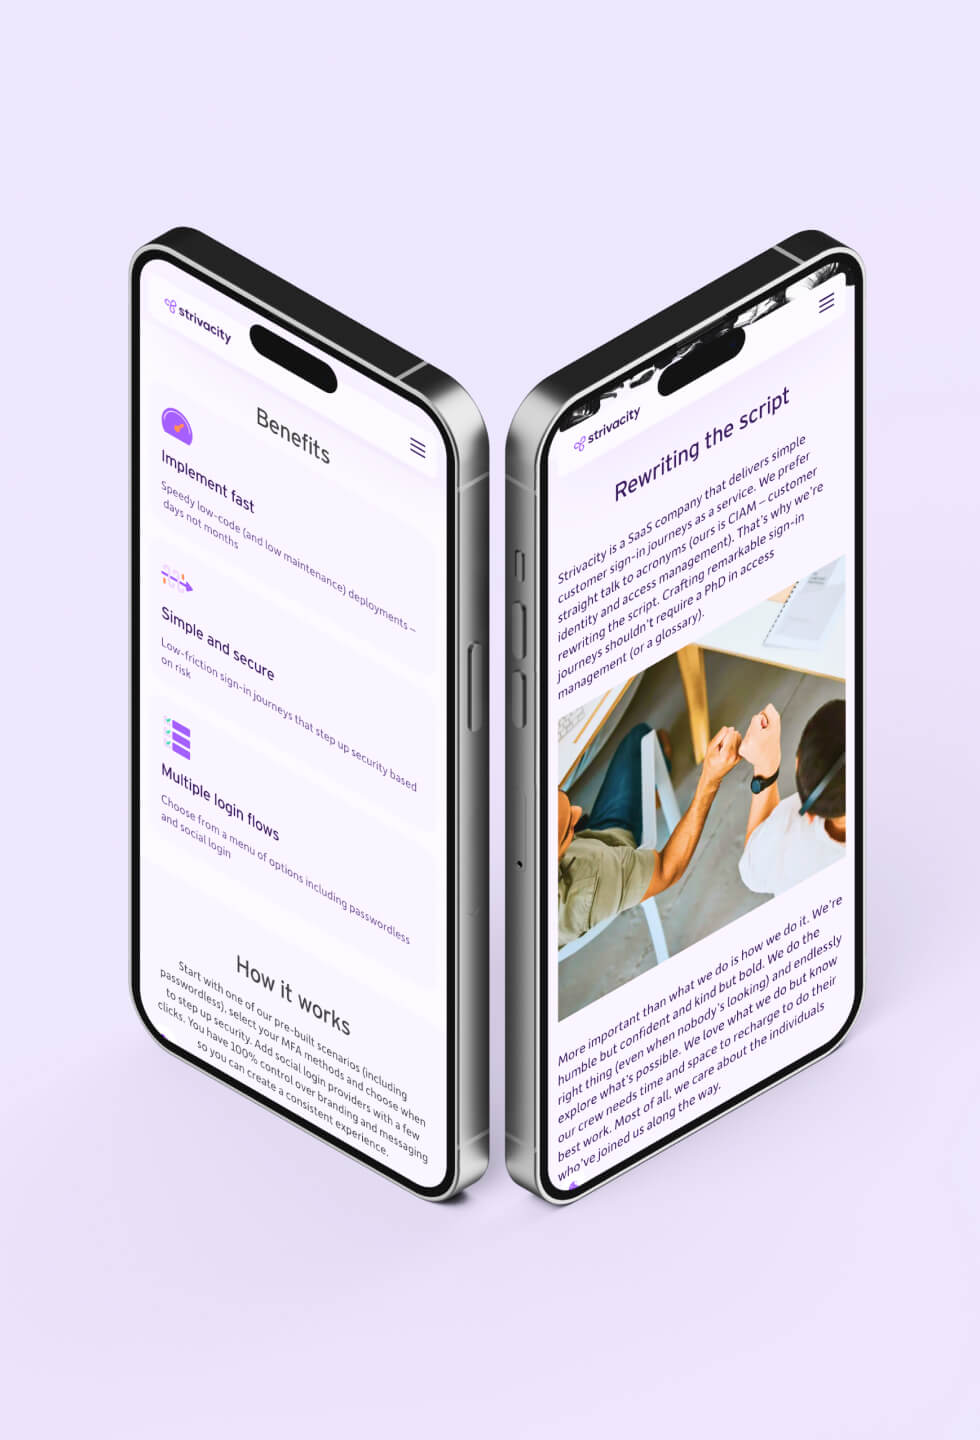 strivacity
Benefits
Implement fast
Speedy low-code (and low maintenance) deployments –
days not months
Simple and secure
Low-friction sign-in journeys that step up security based
on risk
Multiple login flows
Choose from a menu of options including passwordless
and social login
How it works
Start with one of our pre-built scenarios (including
passwordless), select your MFA methods and choose when
to step up security. Add social login providers with a few
clicks. You have 100% control over branding and messaging
so you can create a consistent experience.
strivacity
Rewriting the script
Strivacity is a SaaS company that delivers simple
customer sign-in journeys as a service. We prefer
straight talk to acronyms (ours is CIAM – customer
identity and access management). That's why we're
rewriting the script. Crafting remarkable sign-in
journeys shouldn't require a PhD in access
management (or a glossary).
More important than what we do is how we do it. We're
humble but confident and kind but bold. We do the
right thing (even when nobody's looking) and endlessly
explore what's possible. We love what we do but know
our crew needs time and space to recharge to do their
best work. Most of all, we care about the individuals
who've joined us along the way.